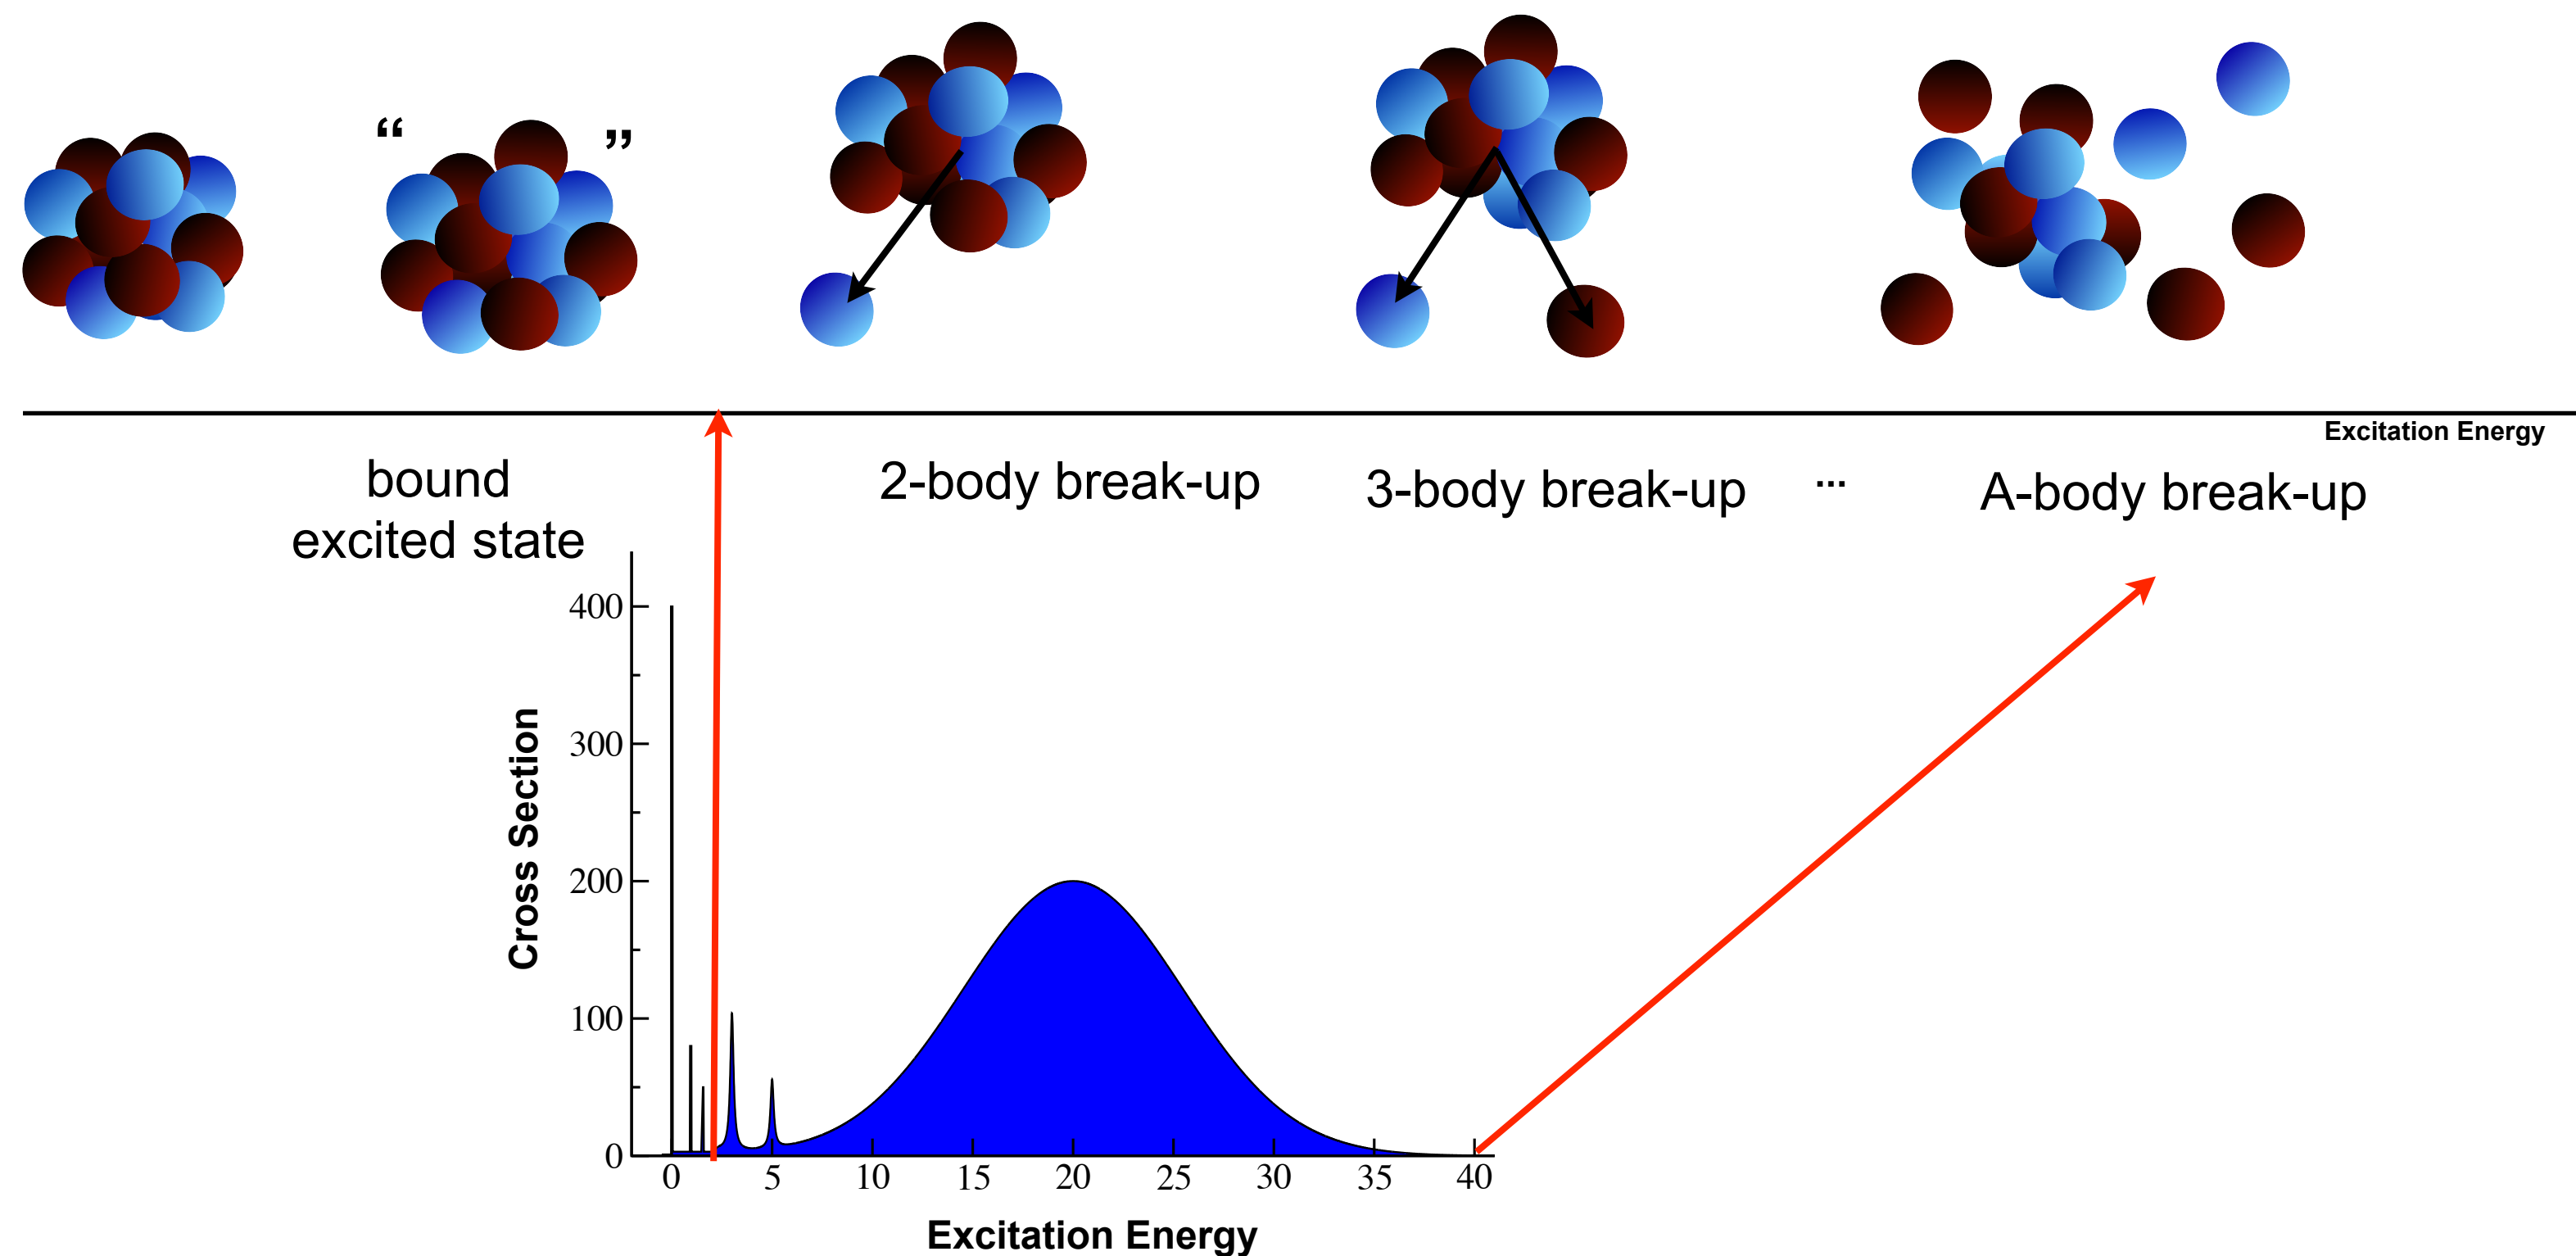 “ ”
Excitation Energy
bound
excited state
2-body break-up
3-body break-up
...
A-body break-up
400
300
200
100
0
Cross Section
0 5 10 15 20 25 30 35 40
Excitation Energy